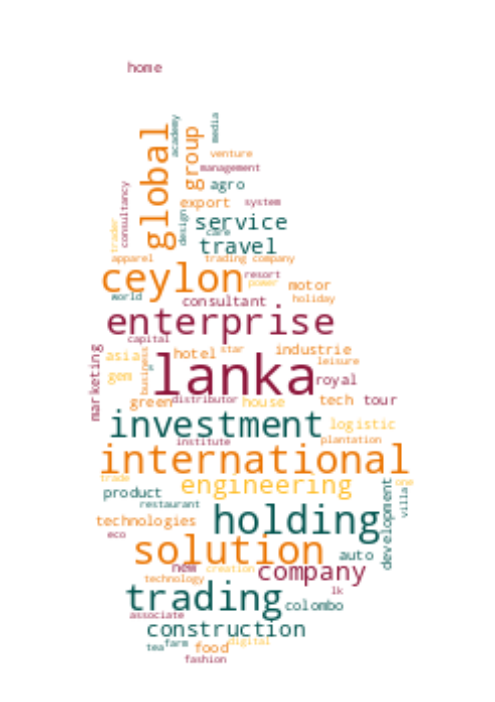 home
global
academy
group
media
venture
management
agro
consultancy
export
system
design
trader
service
care
travel
apparel
trading company
ceylon
resort
power
motor
world
consultant
holiday
enterprise
capital
marketing
asia
business
hotel
star
industrie
leisure
lanka
gem
royal
green
distributor
house
tech
tour
investment
logistic
institute
plantation
international
trade
engineering
one
product
development
villa
restaurant
holding
technologies
eco
solution
auto
new
creation
company
technology
lk
trading
colombo
associate
construction
tea
farm
food
digital
fashion